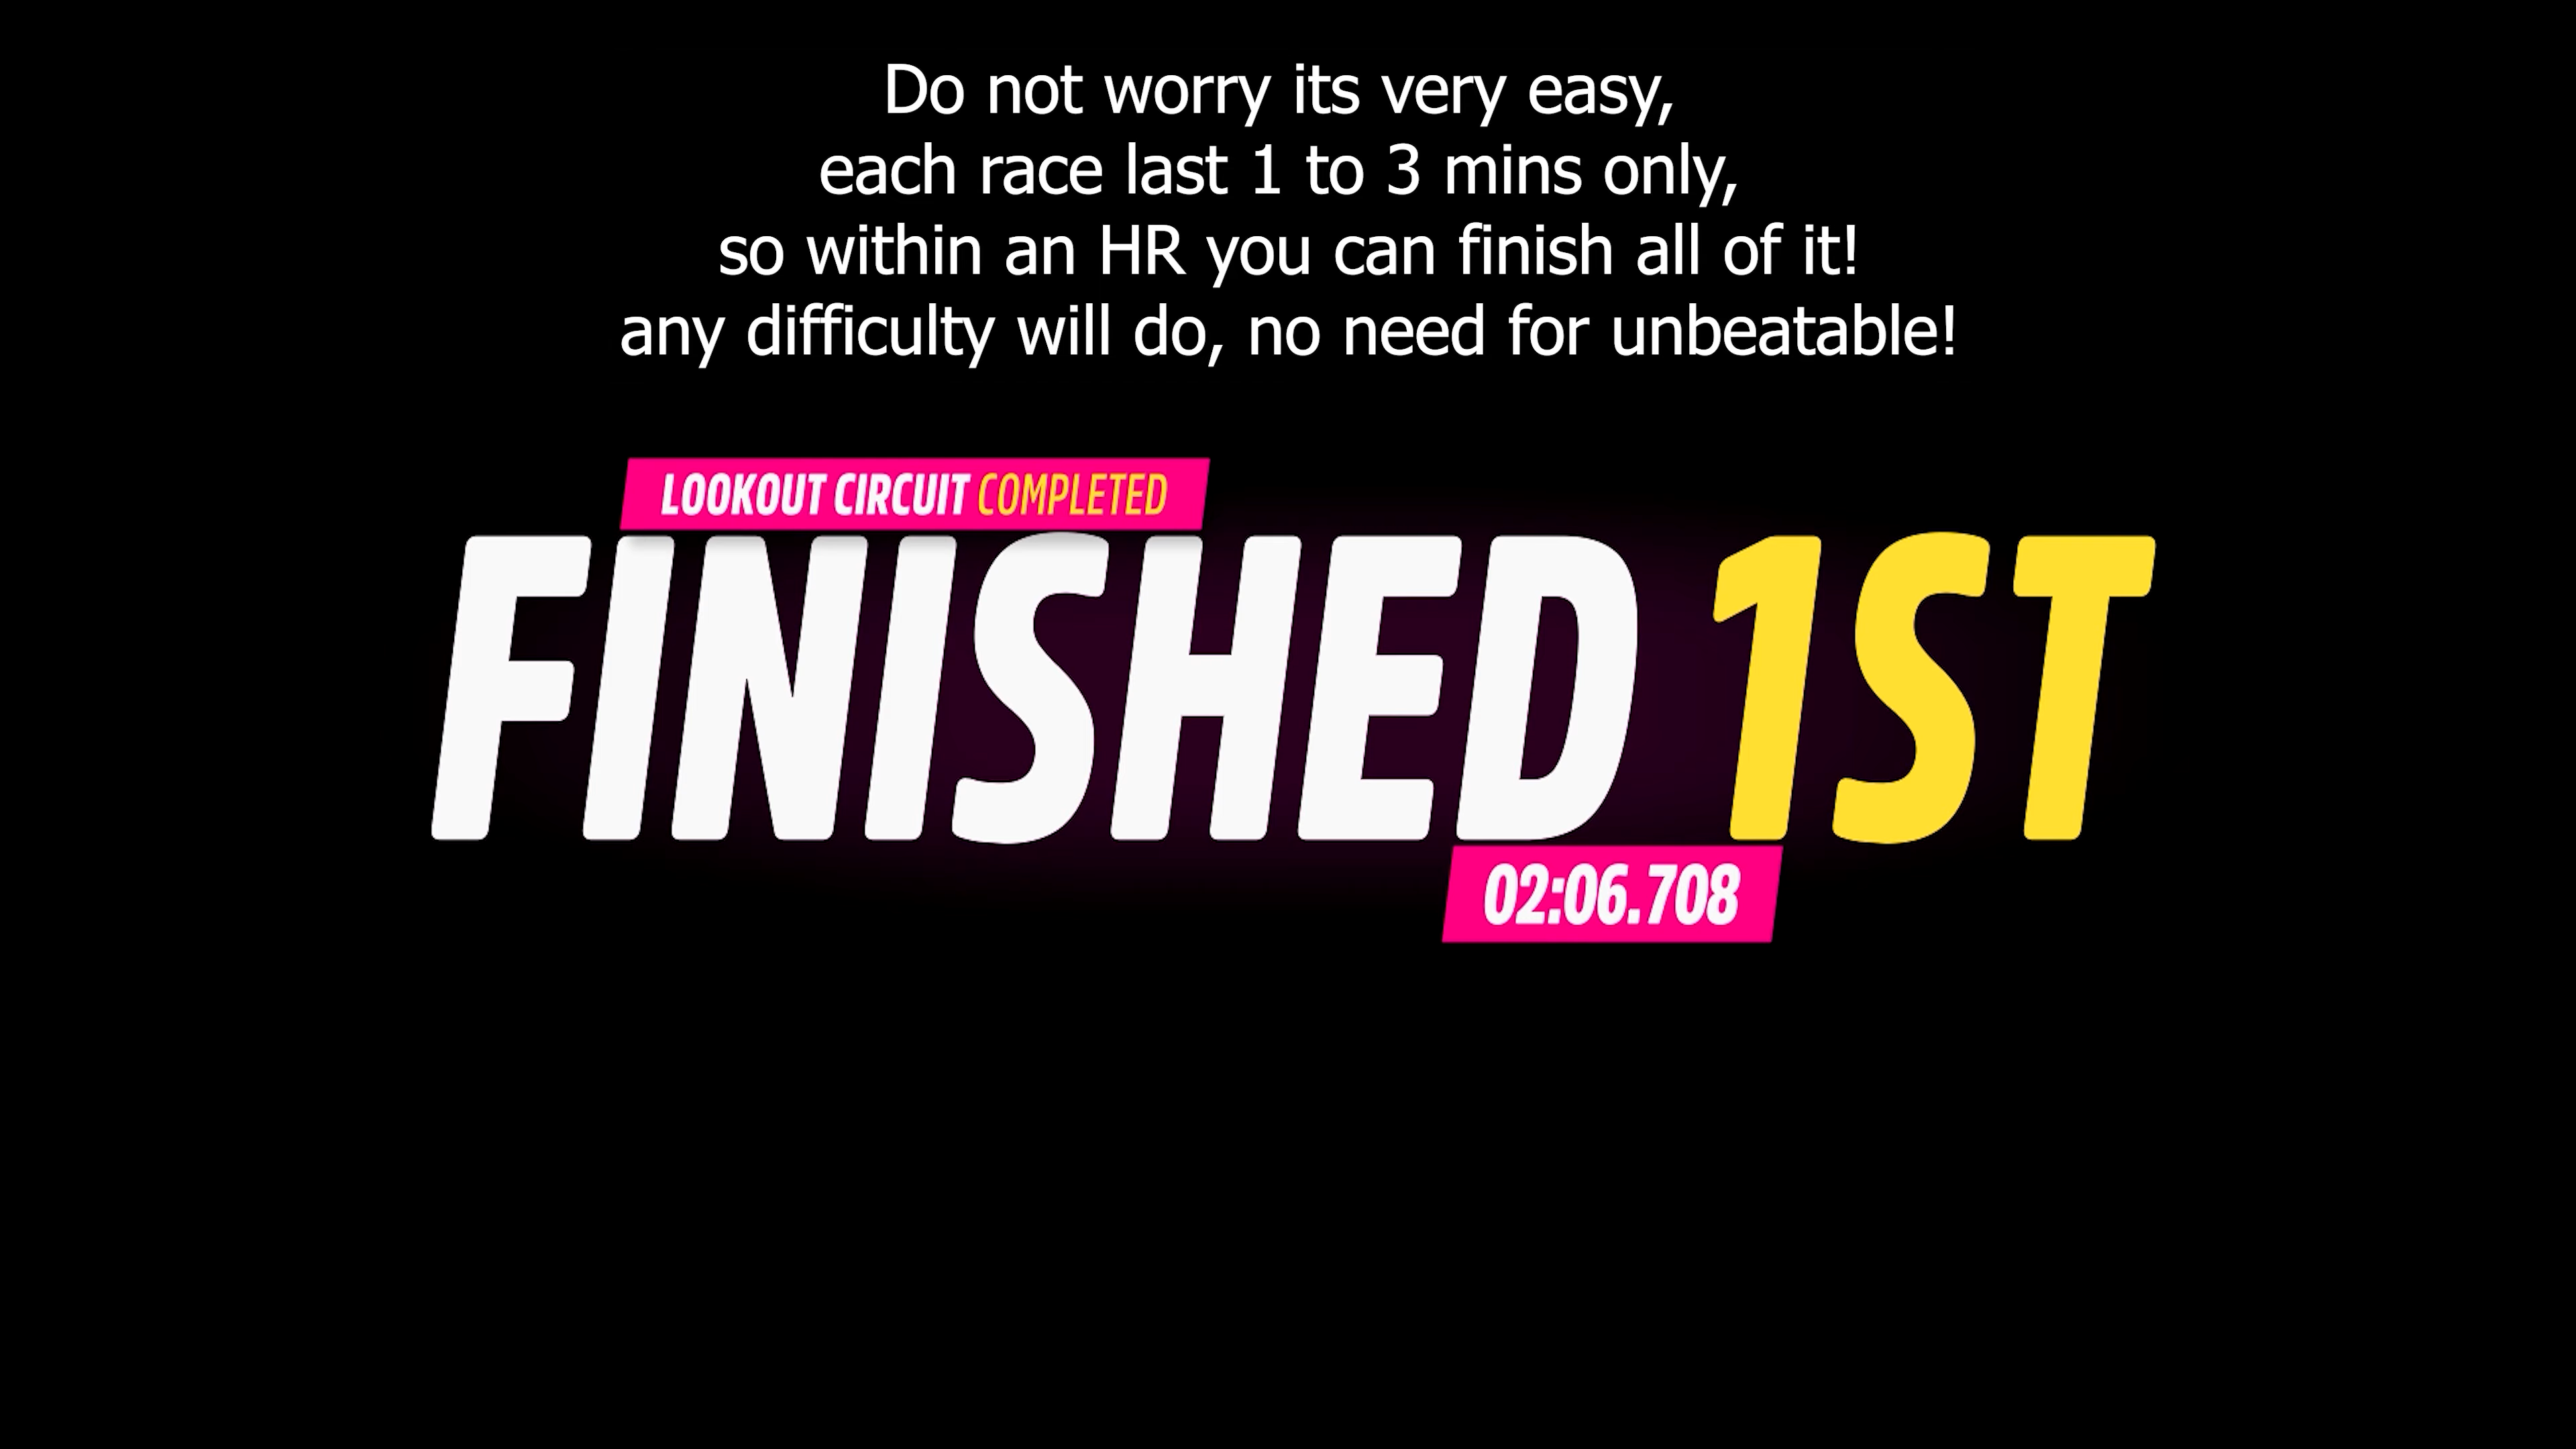 Do not worry its very easy,
each race last 1 to 3 mins only,
so within an HR you can finish all of it!
any difficulty will do, no need for unbeatable!
LOOKOUT CIRCUIT COMPLETED
FINISHED 1ST
02:06.708